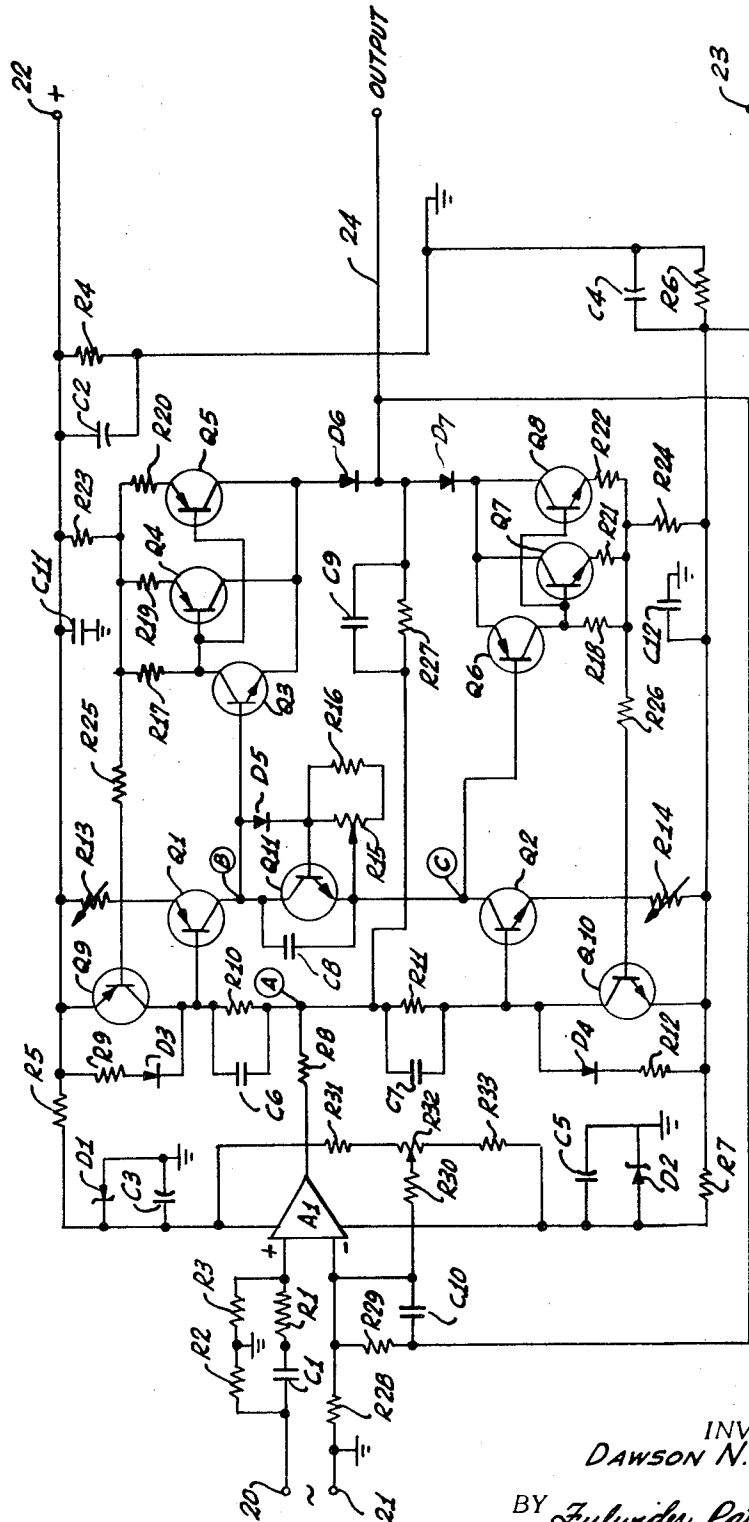 22
+
R5
R13
C11
R23
R4
C2
Q9
R25
R9
D3
D1
C3
Q1
R17
R19
R20
Q4
Q5
R10
C6
B
Q3
R2
R3
C1
R1
20
~
21
+
-
A1
R8
A
C8
Q11
D5
R15
R16
D6
OUTPUT
24
C9
R27
R31
R32
R33
R30
R28
R29
C10
C7
R11
C
D7
Q2
Q6
Q7
Q8
R18
R21
R22
C4
R6
D4
R12
Q10
R26
R24
C12
C5
D2
R14
R7
23
INV
DAWSON N.
BY